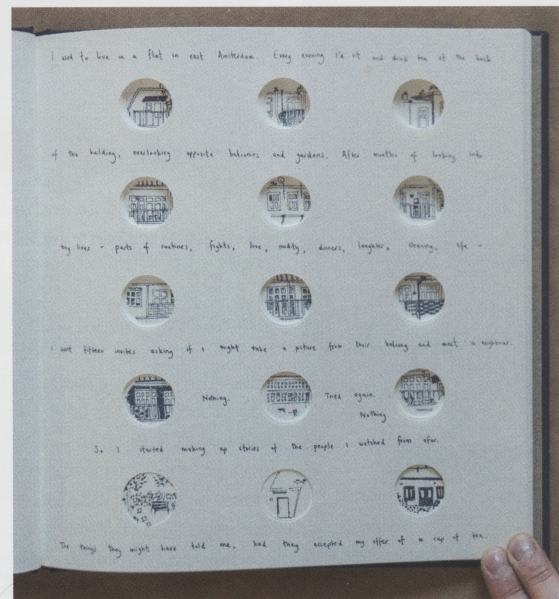 I used to live in a flat in east Amsterdam. Every evening I'd sit and drink tea at the back
of the building, overlooking opposite balconies and gardens. After months of looking into
tiny lives - parts of routines, fights, love, nudity, dinners, laughter, cleaning, life -
I sent fifteen invites asking if I might take a picture from their balcony and meet a neighbour.
Nothing. Tried again.
Nothing
So I started making up stories of the people I watched from afar.
The things they might have told me, had they accepted my offer of a cup of tea.